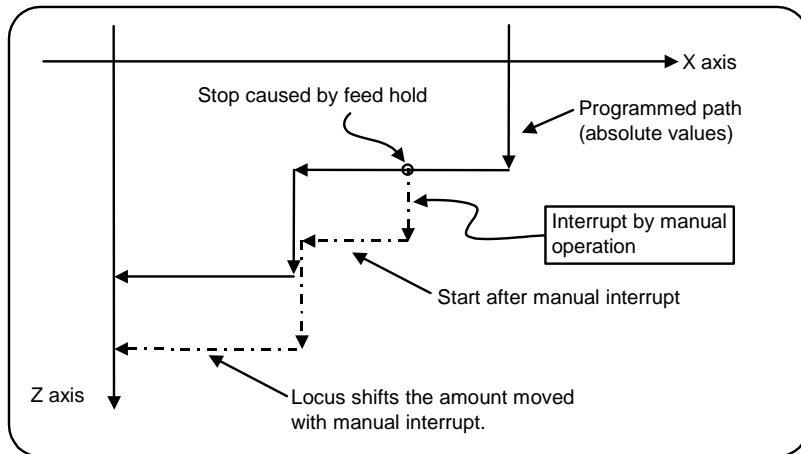 X axis
Stop caused by feed hold
Programmed path
(absolute values)
Interrupt by manual
operation
Start after manual interrupt
Z axis
Locus shifts the amount moved
with manual interrupt.